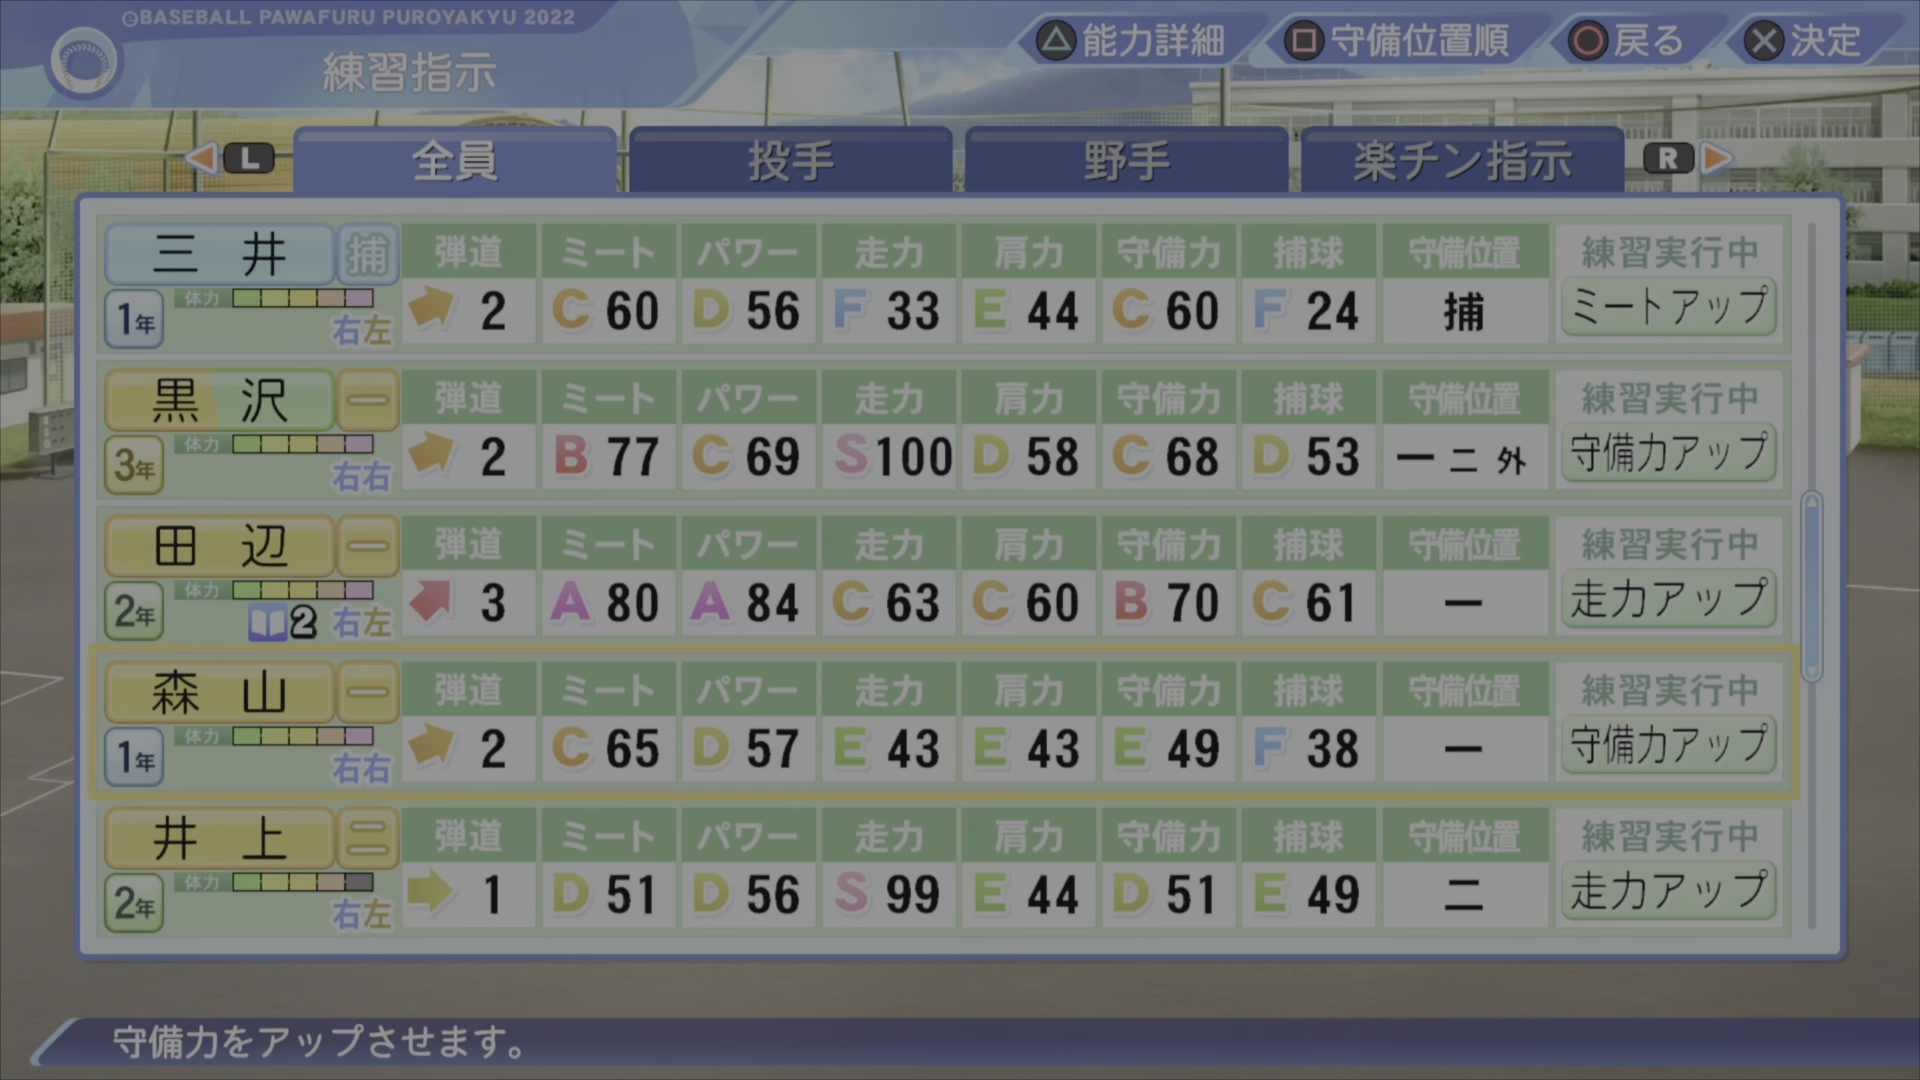 ©BASEBALL PAWAFURU PUROYAKYU 2022
練習指示
能力詳細 守備位置順 戻る 決定
L 全員 投手 野手 楽チン指示 R
三井 捕 弾道 ミート パワー 走力 肩力 守備力 捕球 守備位置 練習実行中
1年 体力 右左 2 C 60 D 56 F 33 E 44 C 60 F 24 捕 ミートアップ
黒沢 一 弾道 ミート パワー 走力 肩力 守備力 捕球 守備位置 練習実行中
3年 体力 右右 2 B 77 C 69 S 100 D 58 C 68 D 53 一 二 外 守備力アップ
田辺 一 弾道 ミート パワー 走力 肩力 守備力 捕球 守備位置 練習実行中
2年 体力 2 右左 3 A 80 A 84 C 63 C 60 B 70 C 61 一 走力アップ
森山 一 弾道 ミート パワー 走力 肩力 守備力 捕球 守備位置 練習実行中
1年 体力 右右 2 C 65 D 57 E 43 E 43 E 49 F 38 一 守備力アップ
井上 二 弾道 ミート パワー 走力 肩力 守備力 捕球 守備位置 練習実行中
2年 体力 右左 1 D 51 D 56 S 99 E 44 D 51 E 49 二 走力アップ
守備力をアップさせます。